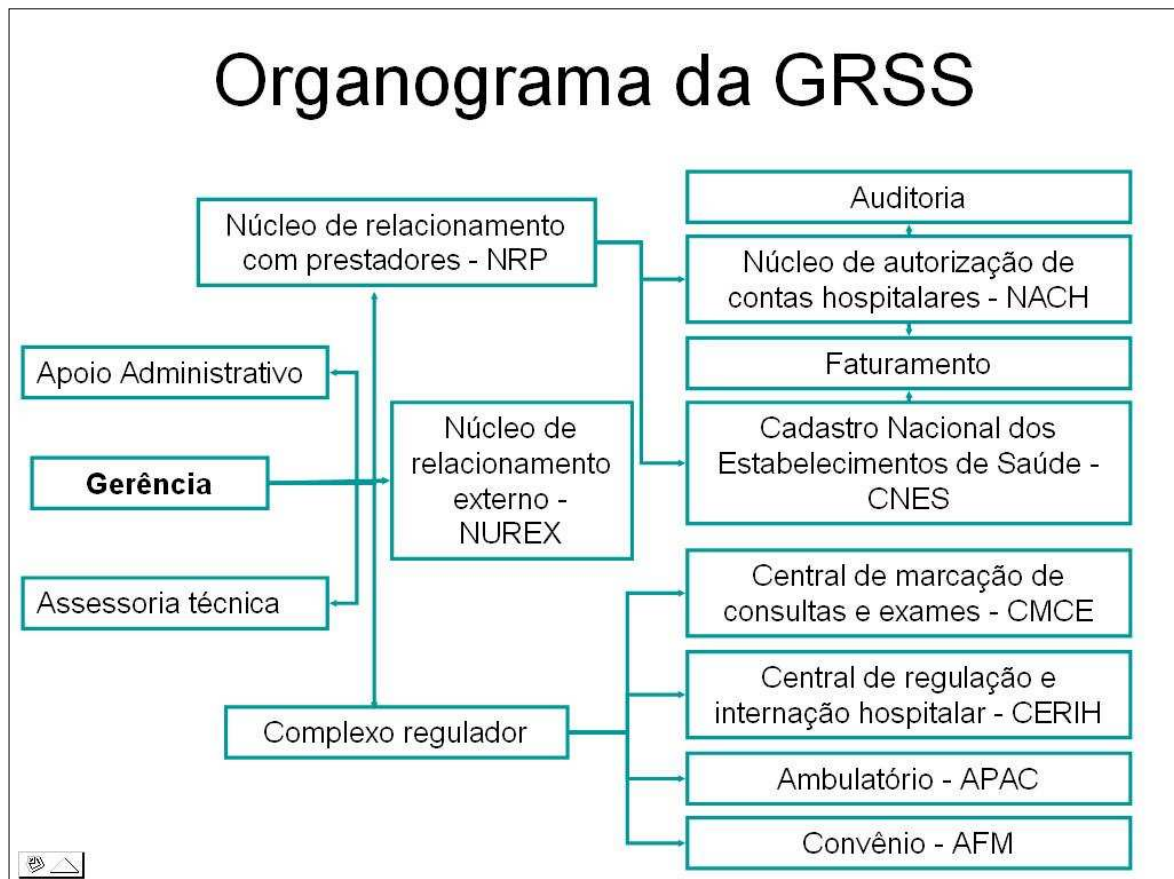 Organograma da GRSS
Núcleo de relacionamento
com prestadores - NRP
Apoio Administrativo
Gerência
Assessoria técnica
Núcleo de
relacionamento
externo -
NUREX
Complexo regulador
Auditoria
Núcleo de autorização de
contas hospitalares - NACH
Faturamento
Cadastro Nacional dos
Estabelecimentos de Saúde -
CNES
Central de marcação de
consultas e exames - CMCE
Central de regulação e
internação hospitalar - CERIH
Ambulatório - APAC
Convênio - AFM